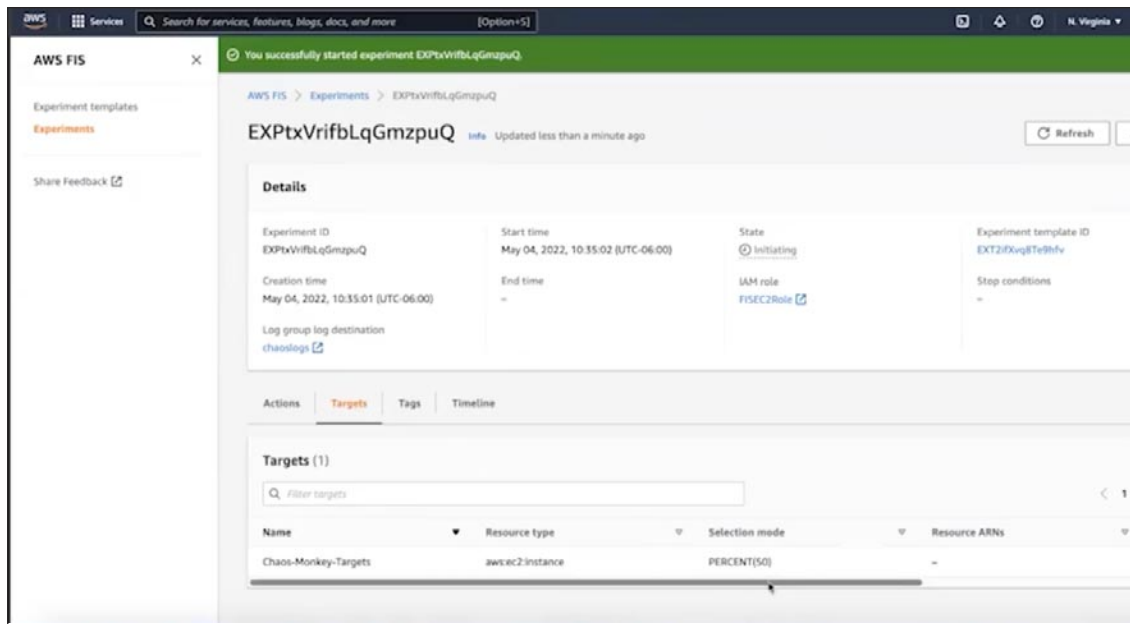 aws Services Search for services, features, blogs, docs, and more [Option+S] N. Virginia
AWS FIS
You successfully started experiment EXPtxVrifbLqGmzpuQ.
Experiment templates
Experiments
Share Feedback
AWS FIS > Experiments > EXPtxVrifbLqGmzpuQ
EXPtxVrifbLqGmzpuQ Info Updated less than a minute ago
Refresh
Details
Experiment ID
EXPtxVrifbLqGmzpuQ
Creation time
May 04, 2022, 10:35:01 (UTC-06:00)
Log group log destination
chaoslogs
Start time
May 04, 2022, 10:35:02 (UTC-06:00)
End time
–
State
Initiating
IAM role
FISEC2Role
Experiment template ID
EXT2ifXvq8Te9hfv
Stop conditions
–
Actions Targets Tags Timeline
Targets (1)
Filter targets
1
Name Resource type Selection mode Resource ARNs
Chaos-Monkey-Targets aws:ec2:instance PERCENT(50) –